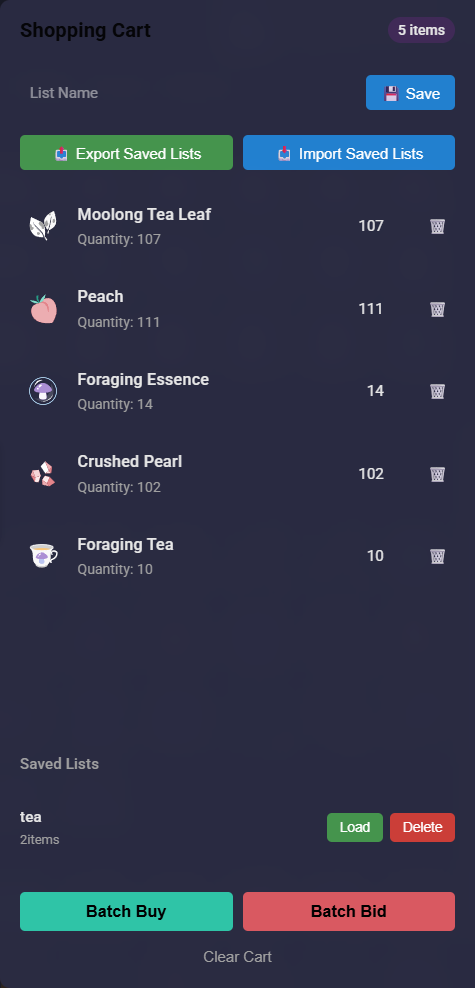 Shopping Cart 5 items
List Name Save
Export Saved Lists Import Saved Lists
Moolong Tea Leaf
Quantity: 107
107
Peach
Quantity: 111
111
Foraging Essence
Quantity: 14
14
Crushed Pearl
Quantity: 102
102
Foraging Tea
Quantity: 10
10
Saved Lists
tea
2items
Load Delete
Batch Buy Batch Bid
Clear Cart